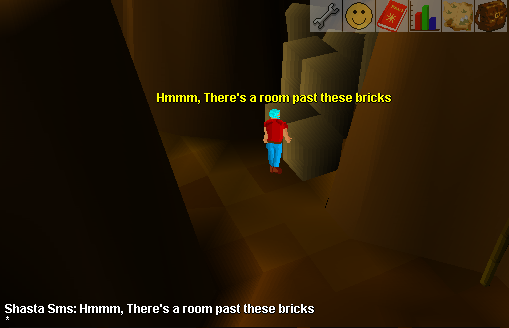 Hmmm, There's a room past these bricks
Shasta Sms: Hmmm, There's a room past these bricks
*